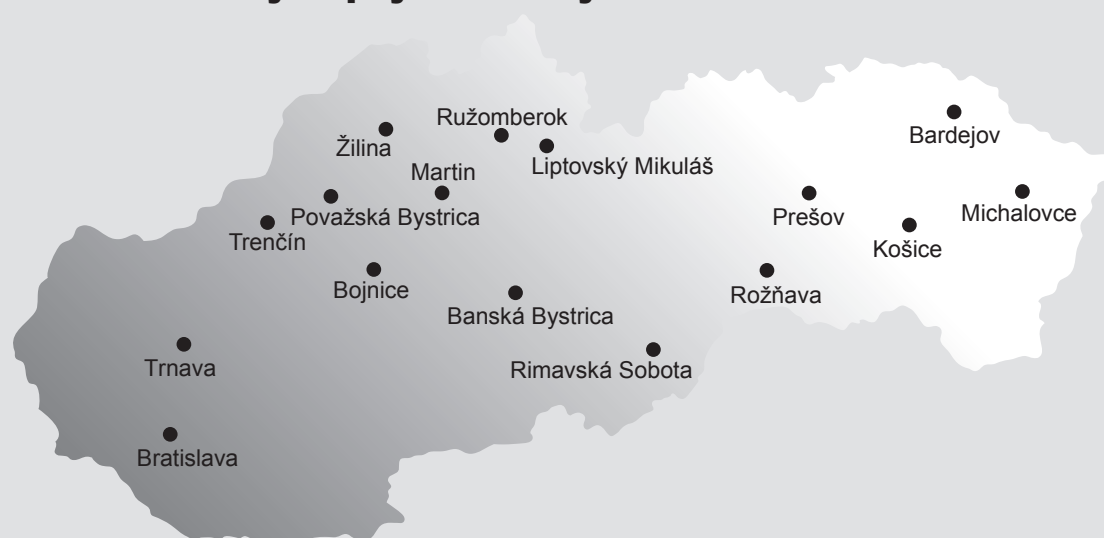 Ružomberok
Žilina
Bardejov
Liptovský Mikuláš
Martin
Považská Bystrica
Prešov
Michalovce
Trenčín
Košice
Bojnice
Rožňava
Banská Bystrica
Trnava
Rimavská Sobota
Bratislava